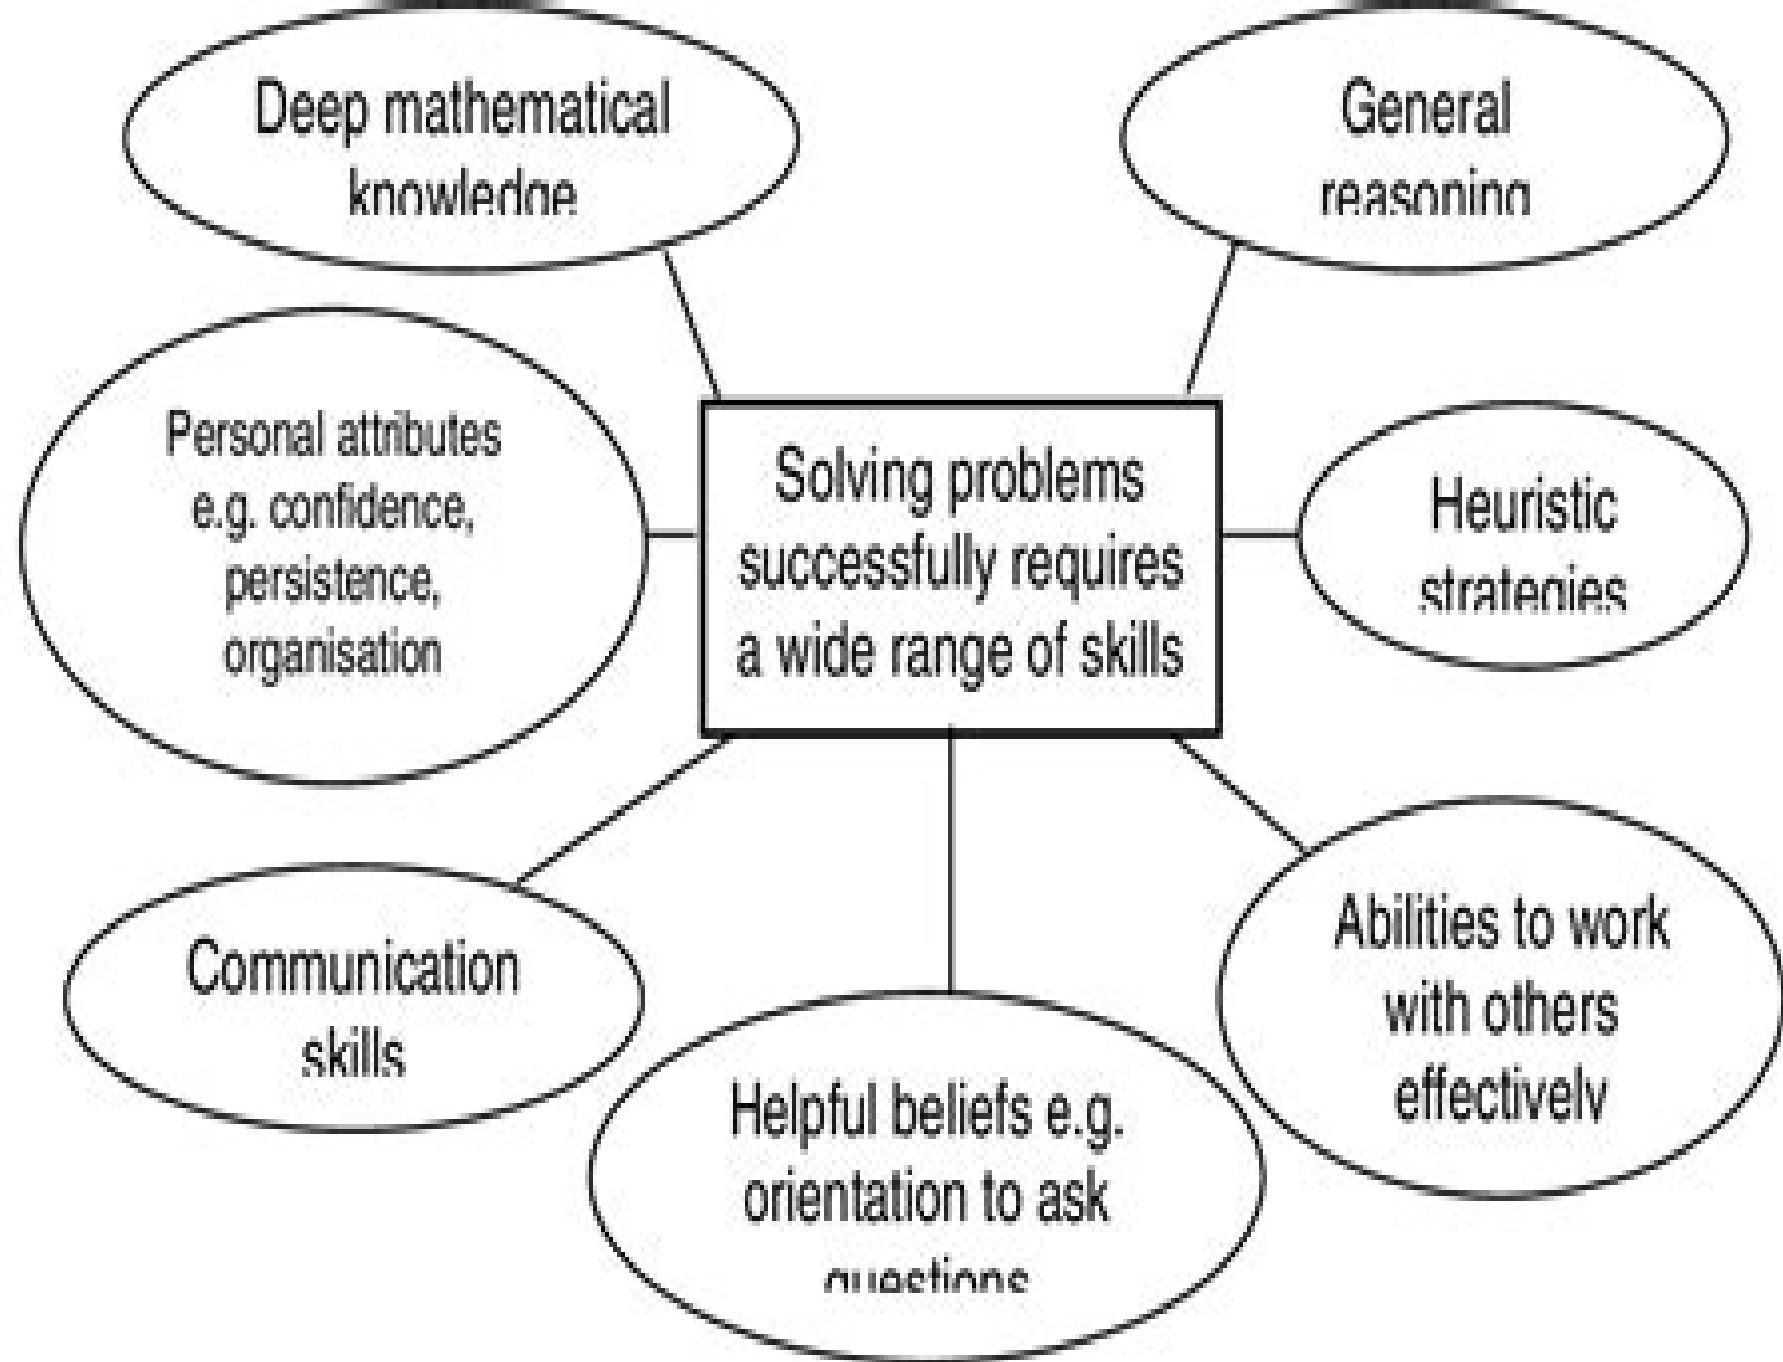 Deep mathematical
knowledge
General
reasoning
Personal attributes
e.g. confidence,
persistence,
organisation
Solving problems
successfully requires
a wide range of skills
Heuristic
strategies
Communication
skills
Helpful beliefs e.g.
orientation to ask
questions
Abilities to work
with others
effectively